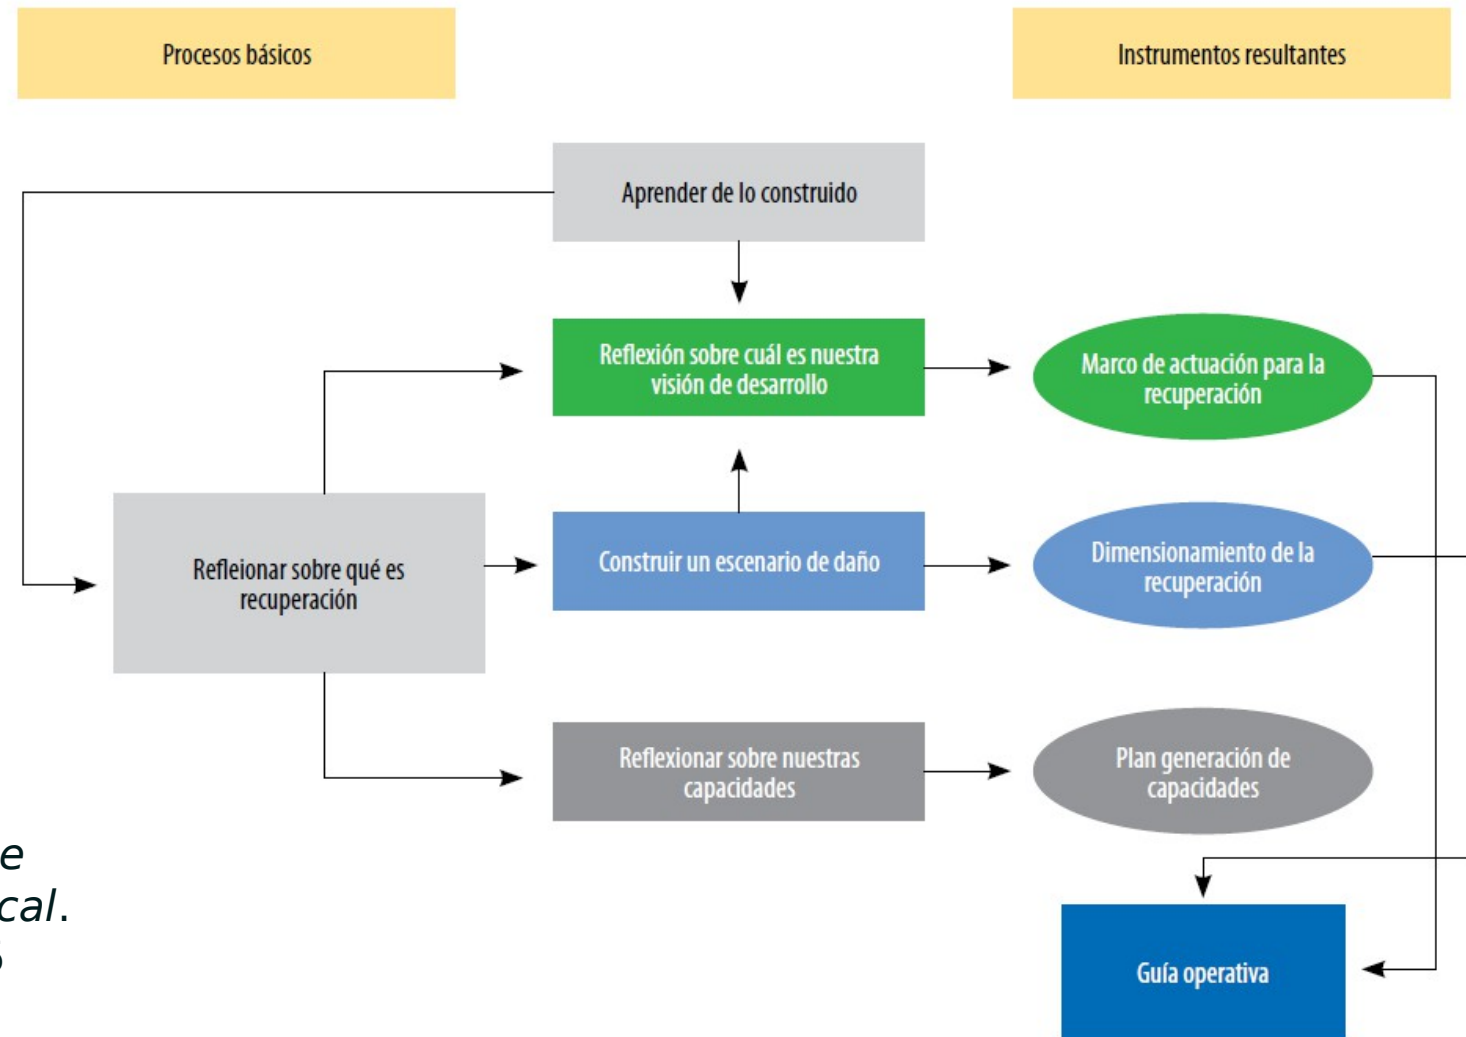 Procesos básicos
Instrumentos resultantes
Aprender de lo construido
Reflexión sobre cuál es nuestra
visión de desarrollo
Marco de actuación para la
recuperación
Refleionar sobre qué es
recuperación
Construir un escenario de daño
Dimensionamiento de la
recuperación
Reflexionar sobre nuestras
capacidades
Plan generación de
capacidades
Guía operativa
e
cal.